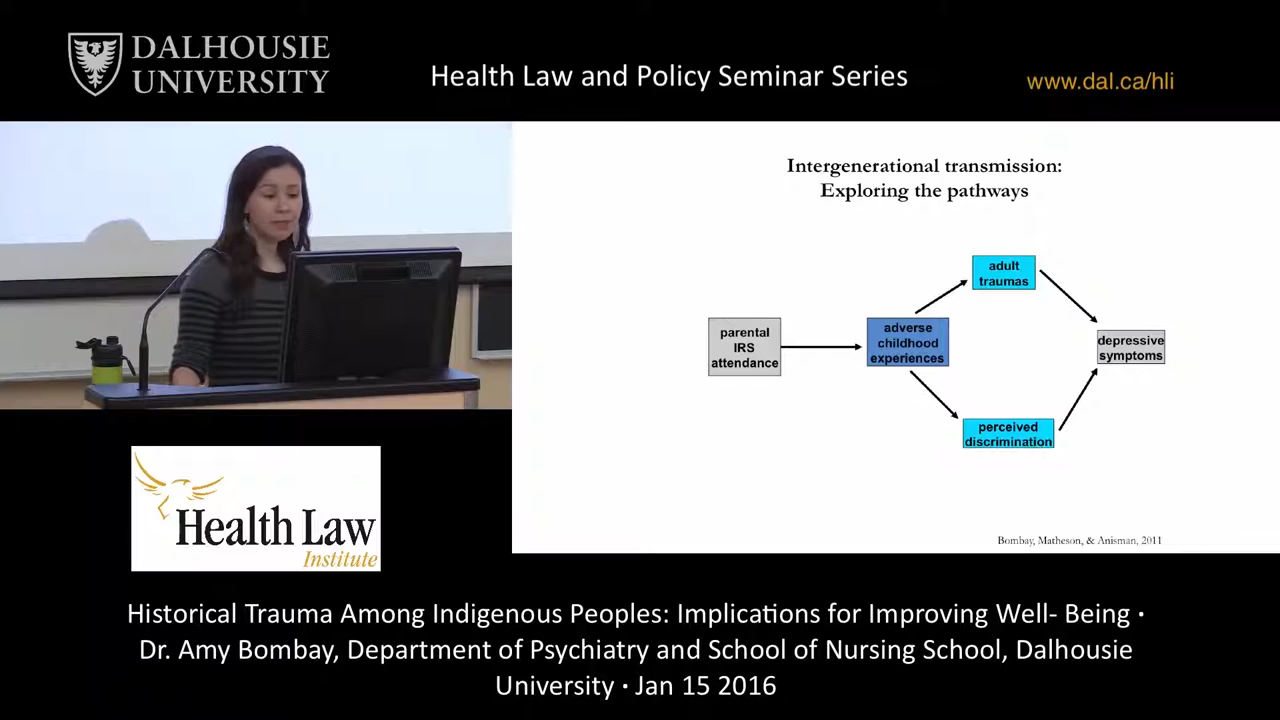 DALHOUSIE
UNIVERSITY
Health Law and Policy Seminar Series
www.dal.ca/hli
Intergenerational transmission:
Exploring the pathways
adult
traumas
parental
IRS
attendance
adverse
childhood
experiences
depressive
symptoms
perceived
discrimination
Bombay, Matheson, & Anisman, 2011
Health Law
Institute
Historical Trauma Among Indigenous Peoples: Implications for Improving Well- Being ·
Dr. Amy Bombay, Department of Psychiatry and School of Nursing School, Dalhousie
University · Jan 15 2016